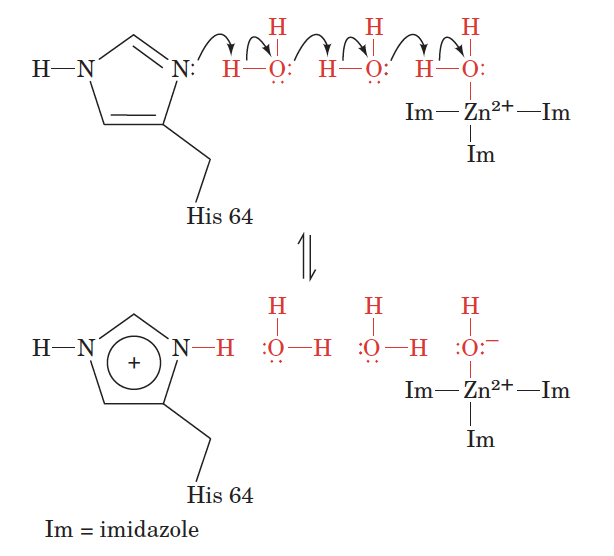 H H H
H—N N: H—O: H—O: H—O:
Im—Zn²⁺—Im
Im
His 64
H H H
H—N + N—H :O—H :O—H :O:⁻
Im—Zn²⁺—Im
Im
His 64
Im = imidazole